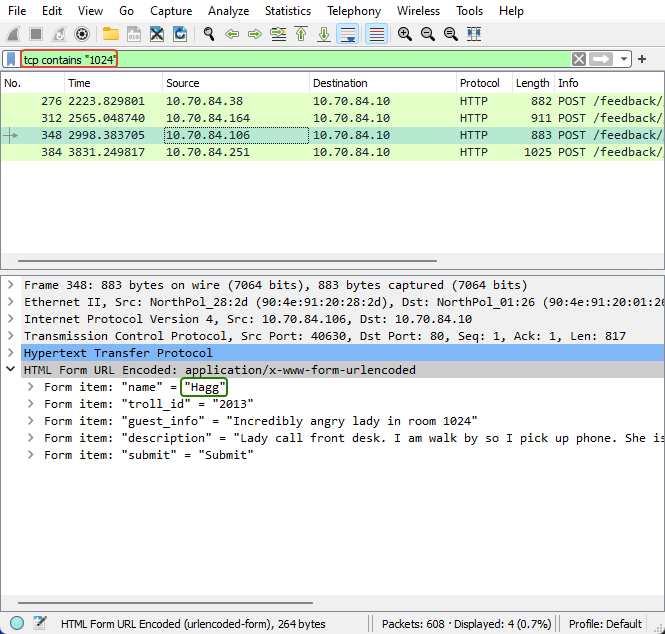 File Edit View Go Capture Analyze Statistics Telephony Wireless Tools Help
tcp contains "1024"
No. Time Source Destination Protocol Length Info
276 2223.829801 10.70.84.38 10.70.84.10 HTTP 882 POST /feedback/
312 2565.048740 10.70.84.164 10.70.84.10 HTTP 911 POST /feedback/
348 2998.383705 10.70.84.106 10.70.84.10 HTTP 883 POST /feedback/
384 3831.249817 10.70.84.251 10.70.84.10 HTTP 1025 POST /feedback/
Frame 348: 883 bytes on wire (7064 bits), 883 bytes captured (7064 bits)
Ethernet II, Src: NorthPol_28:2d (90:4e:91:20:28:2d), Dst: NorthPol_01:26 (90:4e:91:20:01:26
Internet Protocol Version 4, Src: 10.70.84.106, Dst: 10.70.84.10
Transmission Control Protocol, Src Port: 40630, Dst Port: 80, Seq: 1, Ack: 1, Len: 817
Hypertext Transfer Protocol
HTML Form URL Encoded: application/x-www-form-urlencoded
Form item: "name" = "Hagg"
Form item: "troll_id" = "2013"
Form item: "guest_info" = "Incredibly angry lady in room 1024"
Form item: "description" = "Lady call front desk. I am walk by so I pick up phone. She is
Form item: "submit" = "Submit"
HTML Form URL Encoded (urlencoded-form), 264 bytes Packets: 608 · Displayed: 4 (0.7%) Profile: Default